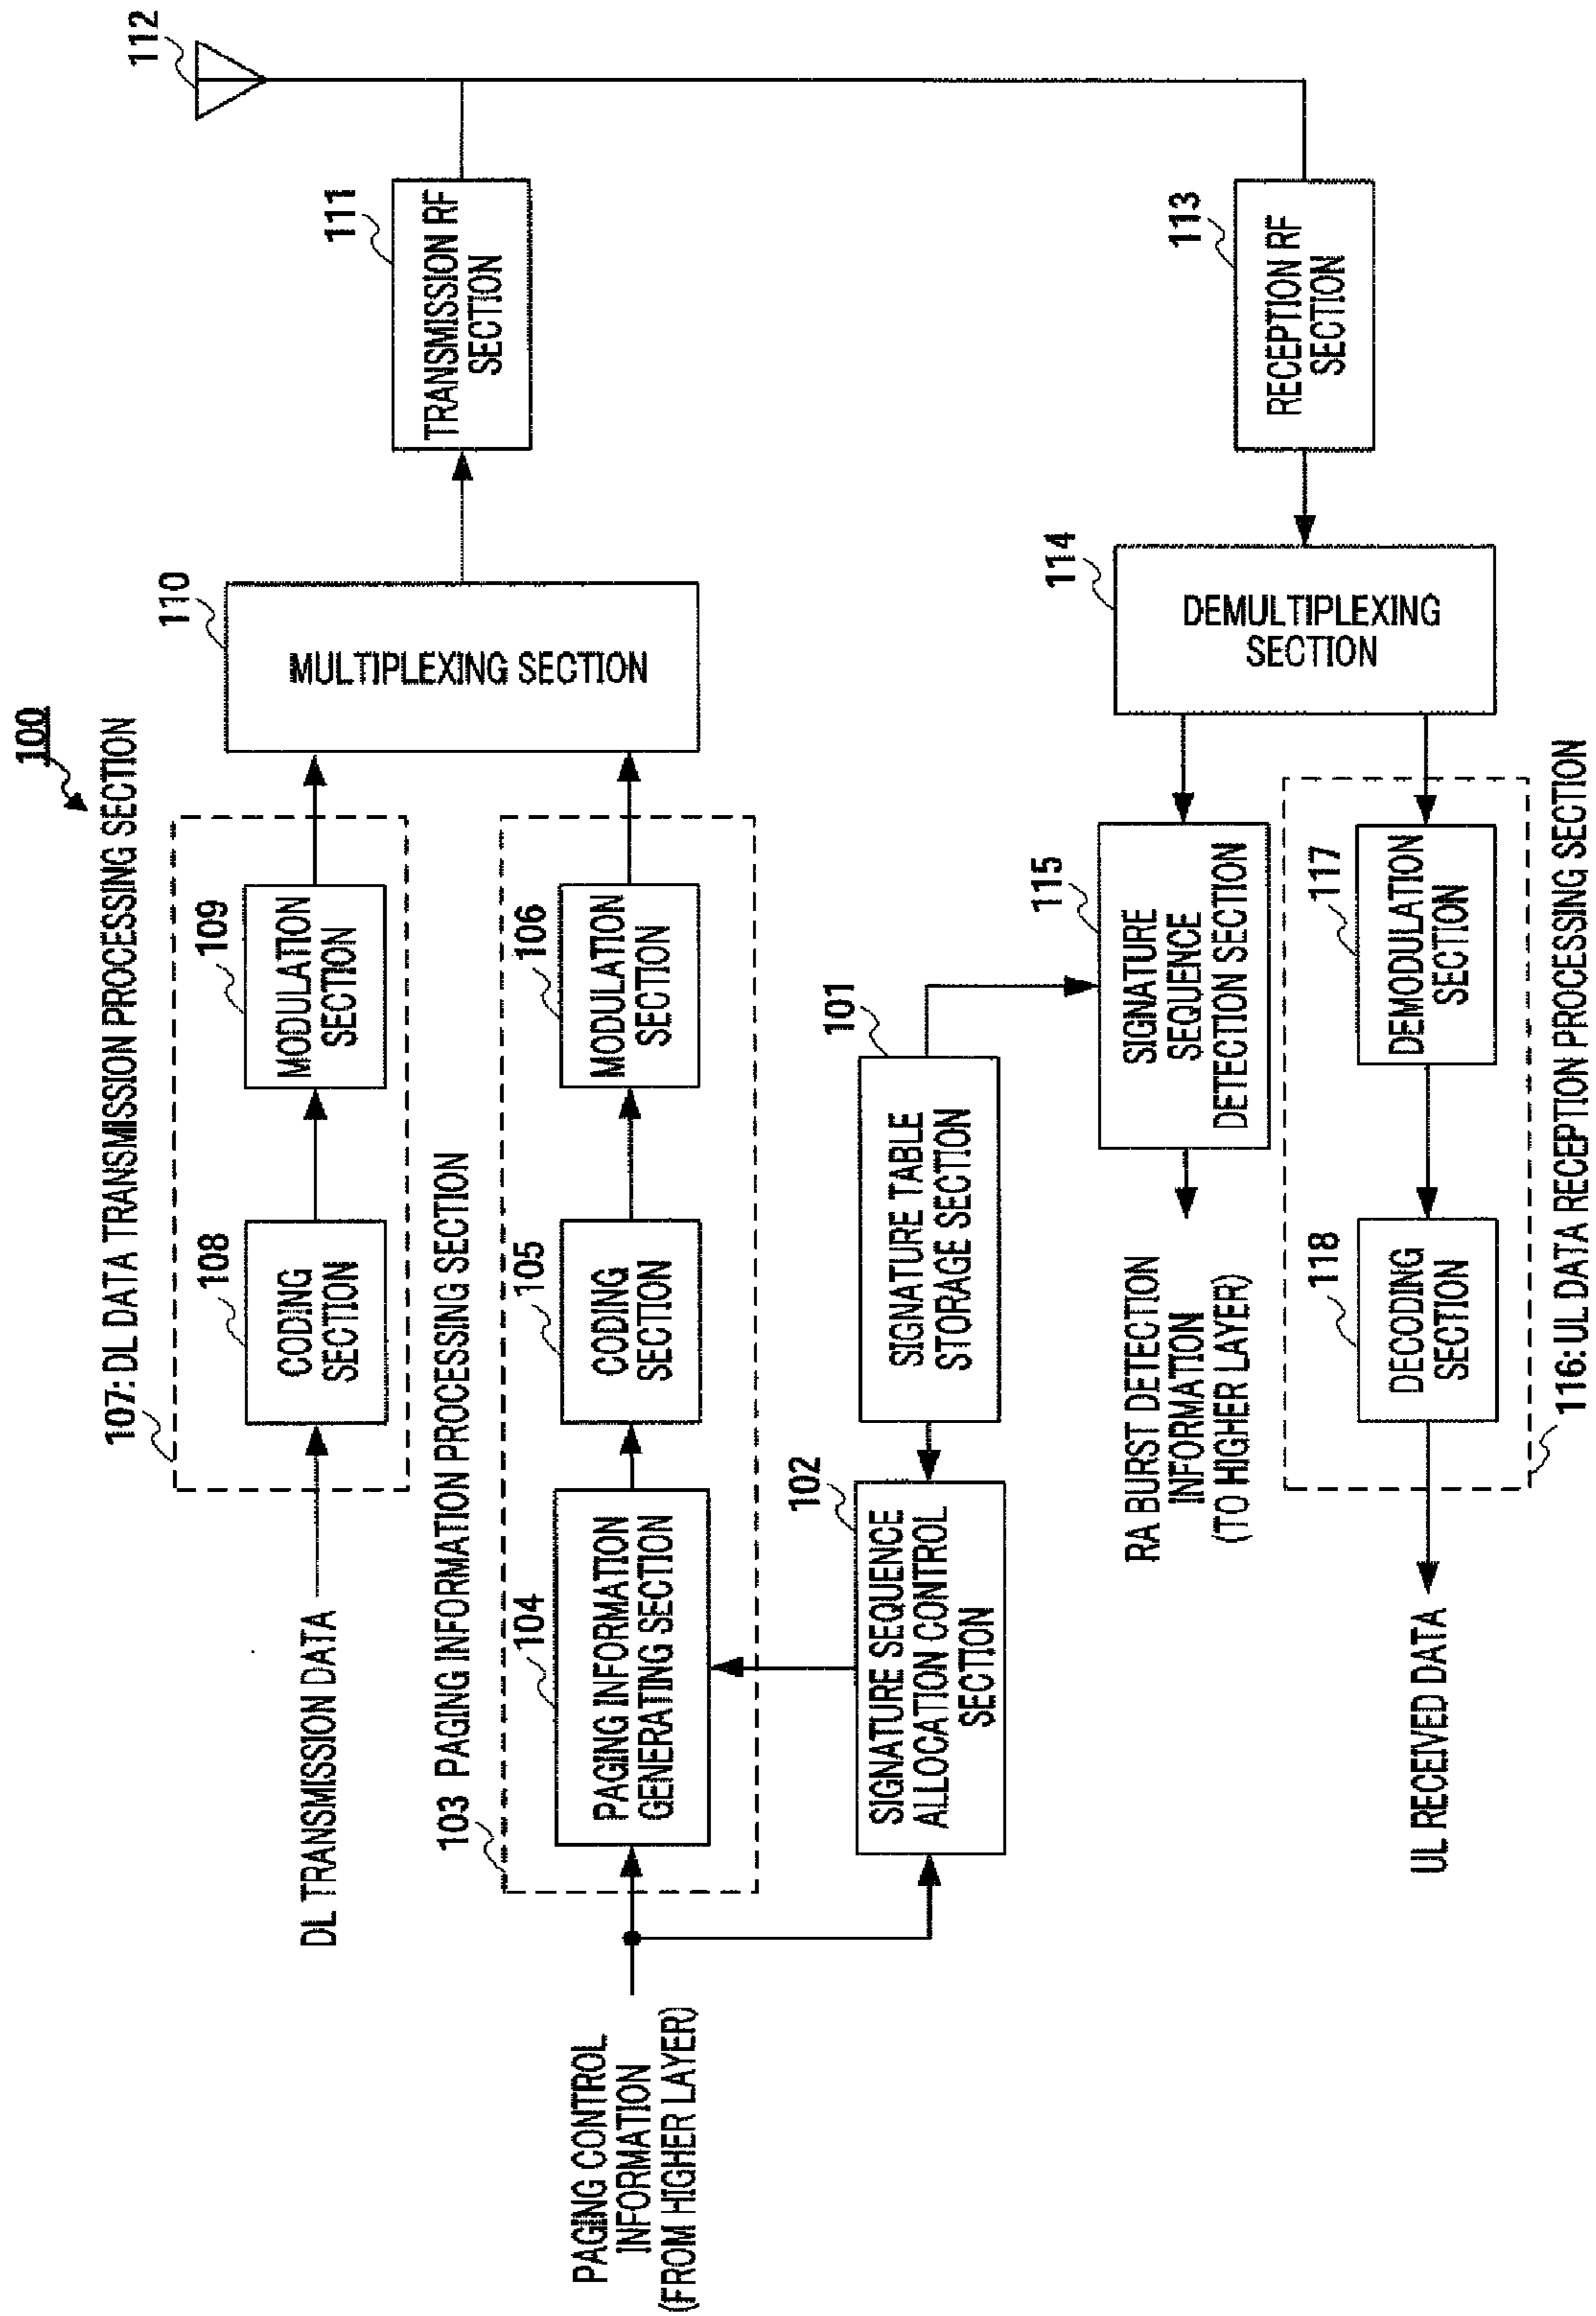 100
107: DL DATA TRANSMISSION PROCESSING SECTION
DL TRANSMISSION DATA
108
CODING
SECTION
109
MODULATION
SECTION
110
MULTIPLEXING SECTION
111
TRANSMISSION RF
SECTION
112
103 PAGING INFORMATION PROCESSING SECTION
PAGING CONTROL
INFORMATION
(FROM HIGHER LAYER)
104
PAGING INFORMATION
GENERATING SECTION
105
CODING
SECTION
106
MODULATION
SECTION
102
SIGNATURE SEQUENCE
ALLOCATION CONTROL
SECTION
101
SIGNATURE TABLE
STORAGE SECTION
115
SIGNATURE
SEQUENCE
DETECTION SECTION
114
DEMULTIPLEXING
SECTION
113
RECEPTION RF
SECTION
RA BURST DETECTION
INFORMATION
(TO HIGHER LAYER)
UL RECEIVED DATA
118
DECODING
SECTION
117
DEMODULATION
SECTION
116: UL DATA RECEPTION PROCESSING SECTION